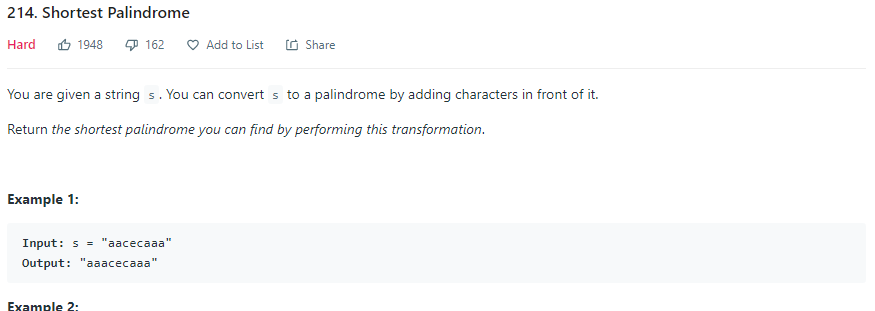 214. Shortest Palindrome
Hard 1948 162 Add to List Share
You are given a string s. You can convert s to a palindrome by adding characters in front of it.
Return the shortest palindrome you can find by performing this transformation.
Example 1:
Input: s = "aacecaaa"
Output: "aaacecaaa"
Example 2: